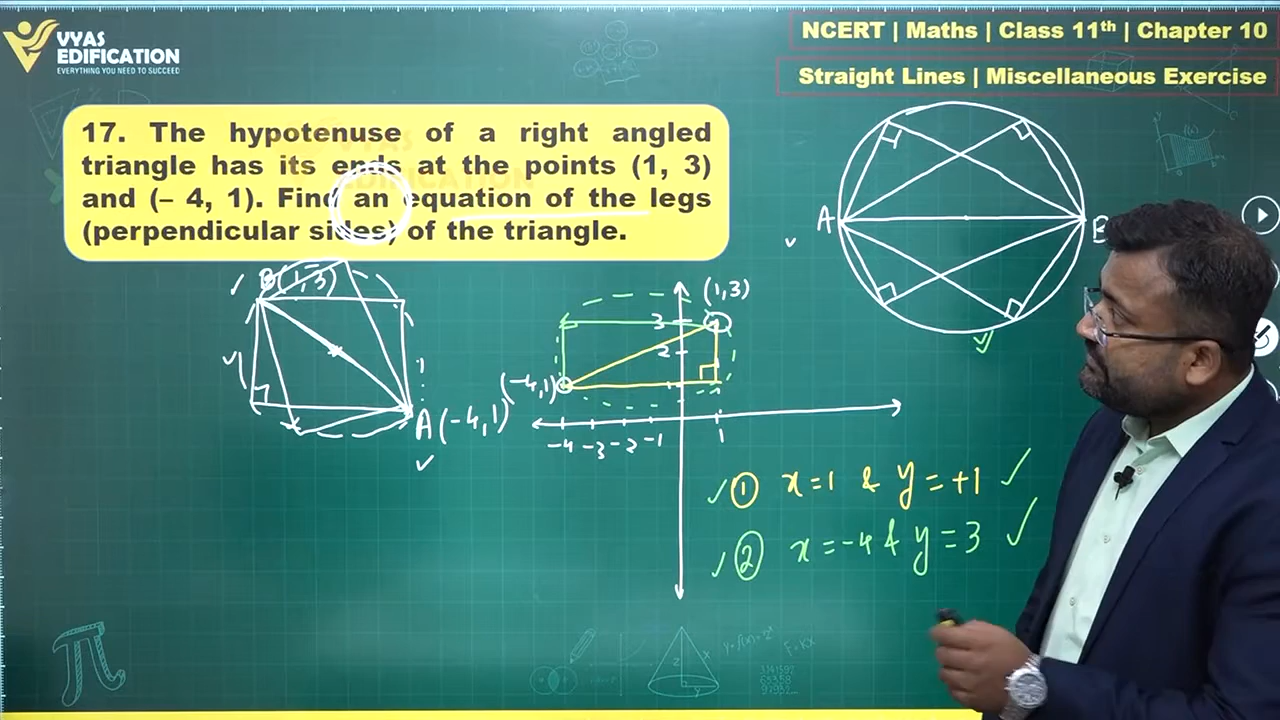 VYAS
EDIFICATION
EVERYTHING YOU NEED TO SUCCEED
NCERT | Maths | Class 11th | Chapter 10
Straight Lines | Miscellaneous Exercise
17. The hypotenuse of a right angled
triangle has its ends at the points (1, 3)
and (– 4, 1). Find an equation of the legs
(perpendicular sides) of the triangle.
A
B
B(1,3)
A(-4,1)
(1,3)
3
2
(-4,1)
-4 -3 -2 -1
1
① x=1 & y=+1
② x=-4 & y=3